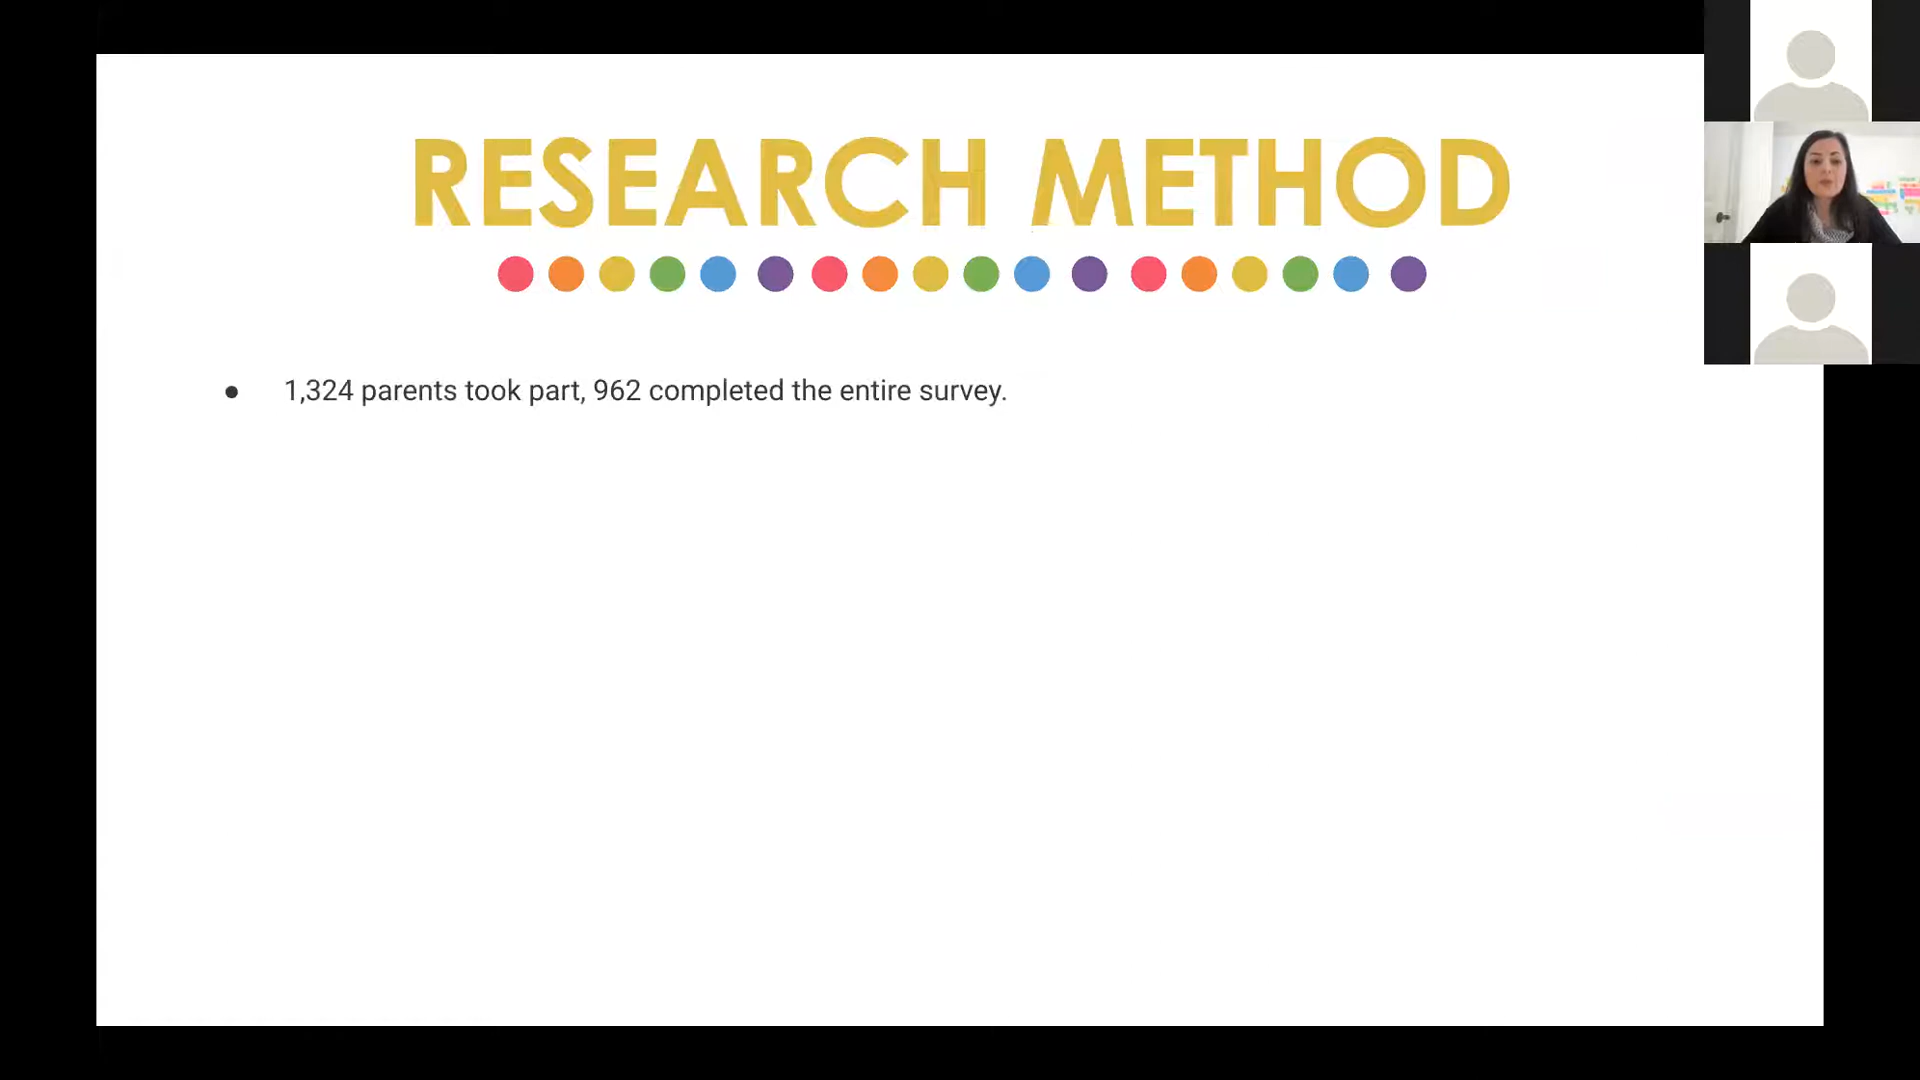 RESEARCH METHOD
● 1,324 parents took part, 962 completed the entire survey.